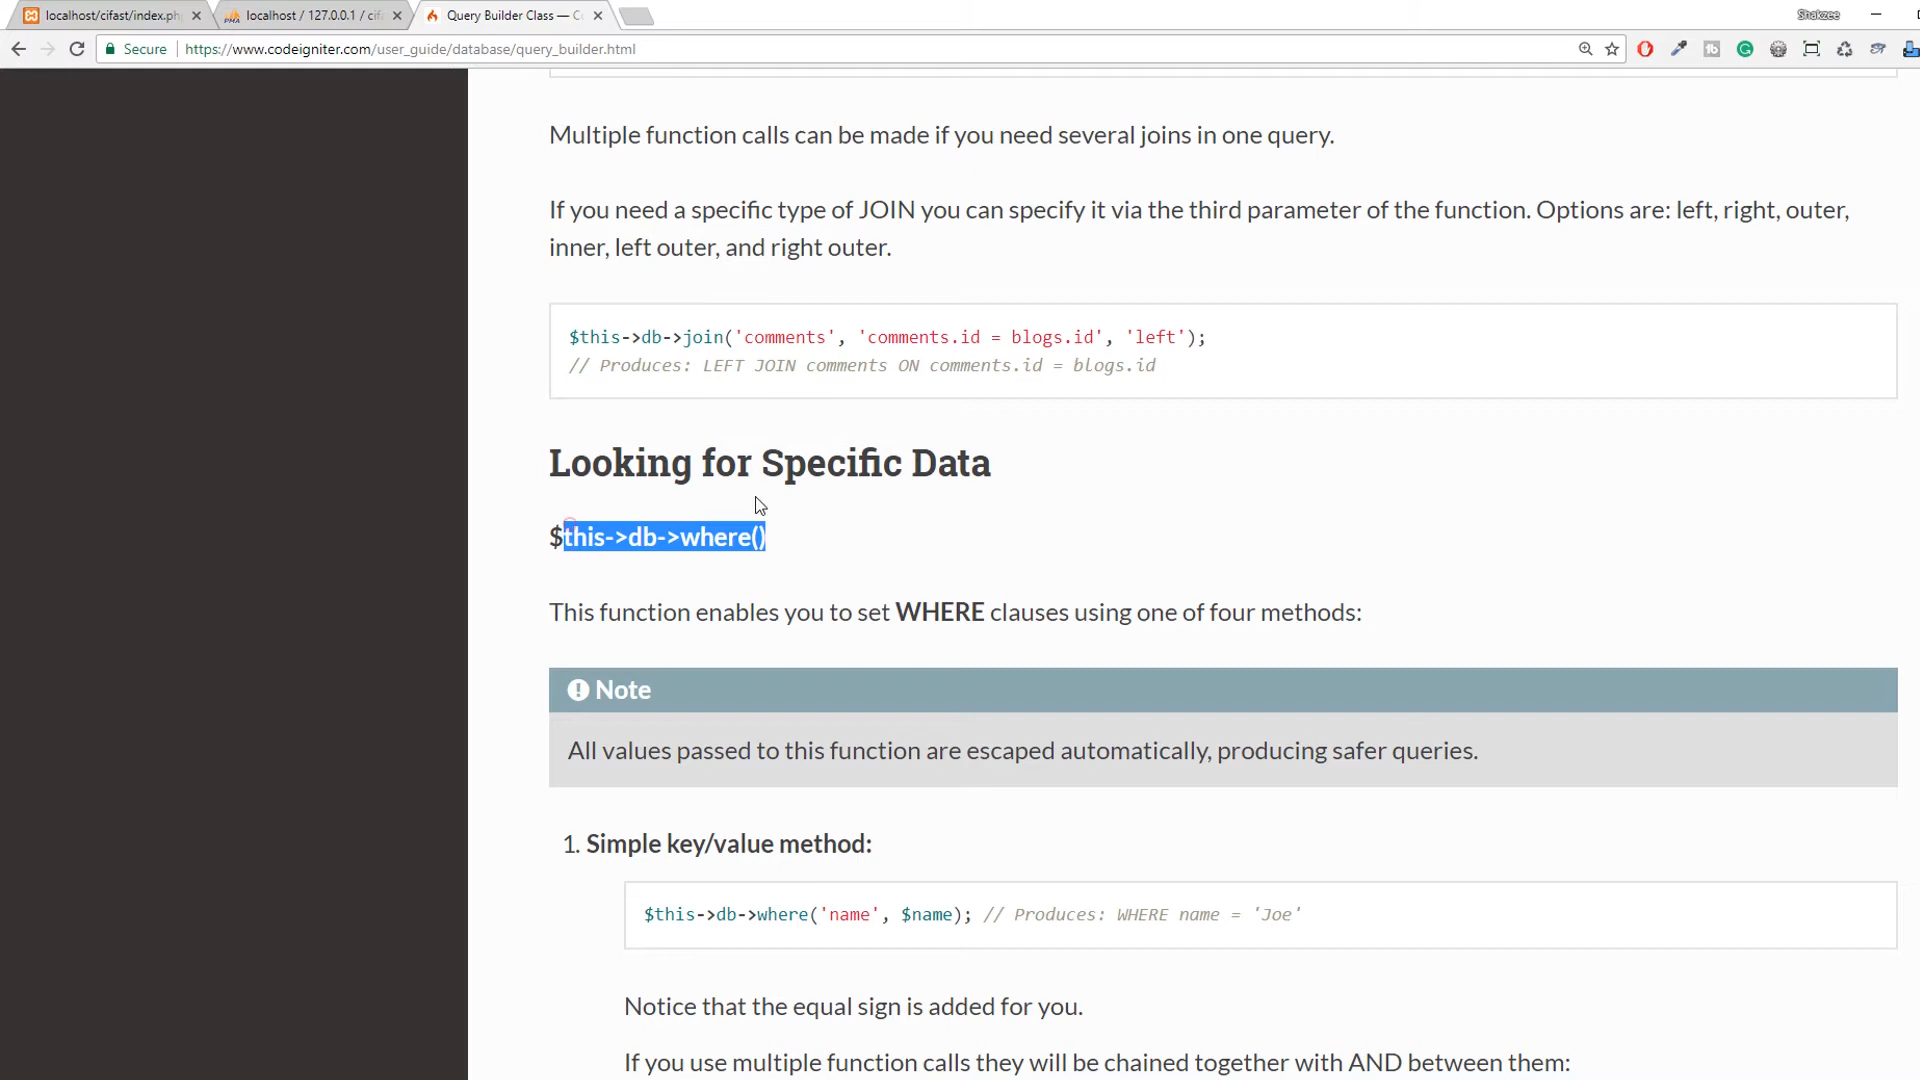 localhost/cifast/index.ph
localhost / 127.0.0.1 / cifa
Query Builder Class — Co
Shakzee
Secure
https://www.codeigniter.com/user_guide/database/query_builder.html
Multiple function calls can be made if you need several joins in one query.
If you need a specific type of JOIN you can specify it via the third parameter of the function. Options are: left, right, outer,
inner, left outer, and right outer.
$this->db->join('comments', 'comments.id = blogs.id', 'left');
// Produces: LEFT JOIN comments ON comments.id = blogs.id
Looking for Specific Data
$this->db->where()
This function enables you to set WHERE clauses using one of four methods:
Note
All values passed to this function are escaped automatically, producing safer queries.
1. Simple key/value method:
$this->db->where('name', $name); // Produces: WHERE name = 'Joe'
Notice that the equal sign is added for you.
If you use multiple function calls they will be chained together with AND between them: